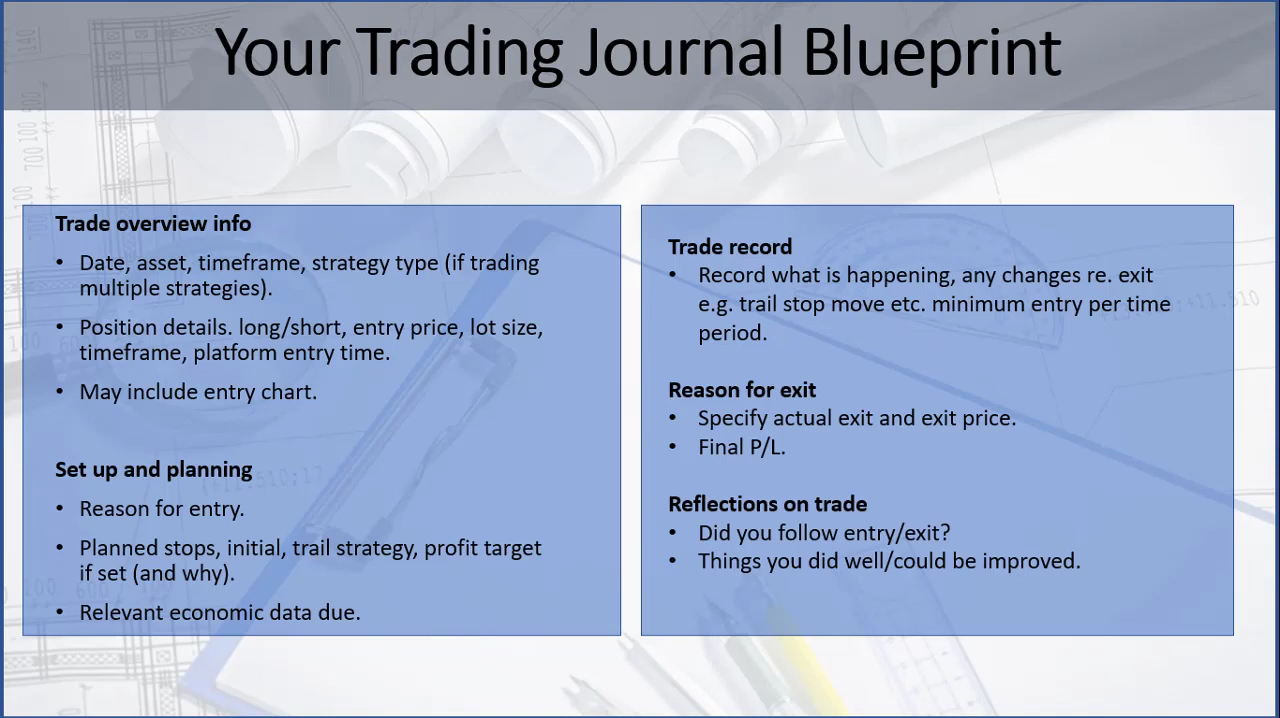 Your Trading Journal Blueprint
Trade overview info
• Date, asset, timeframe, strategy type (if trading
multiple strategies).
• Position details. long/short, entry price, lot size,
timeframe, platform entry time.
• May include entry chart.
Set up and planning
• Reason for entry.
• Planned stops, initial, trail strategy, profit target
if set (and why).
• Relevant economic data due.
Trade record
• Record what is happening, any changes re. exit
e.g. trail stop move etc. minimum entry per time
period.
Reason for exit
• Specify actual exit and exit price.
• Final P/L.
Reflections on trade
• Did you follow entry/exit?
• Things you did well/could be improved.